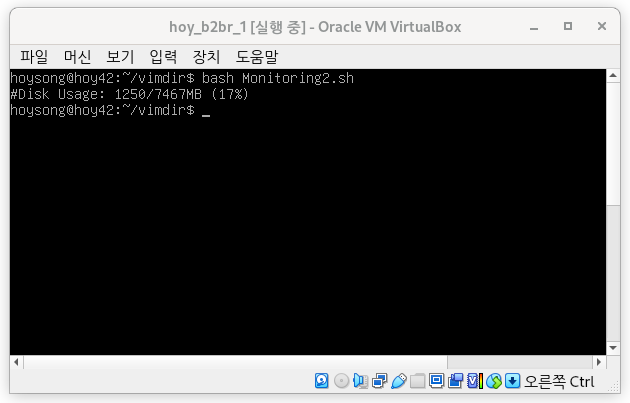 hoy_b2br_1 [실행 중] - Oracle VM VirtualBox
파일 머신 보기 입력 장치 도움말
hoysong@hoy42:~/vimdir$ bash Monitoring2.sh
#Disk Usage: 1250/7467MB (17%)
hoysong@hoy42:~/vimdir$ _
오른쪽 Ctrl